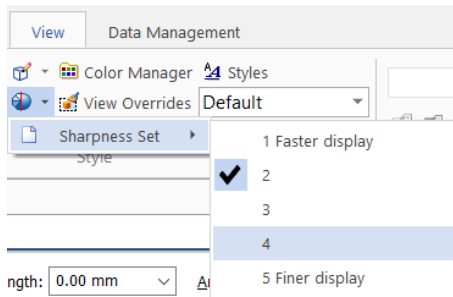 View Data Management
Color Manager Styles
View Overrides Default
Sharpness Set
Style
1 Faster display
2
3
4
5 Finer display
ngth: 0.00 mm